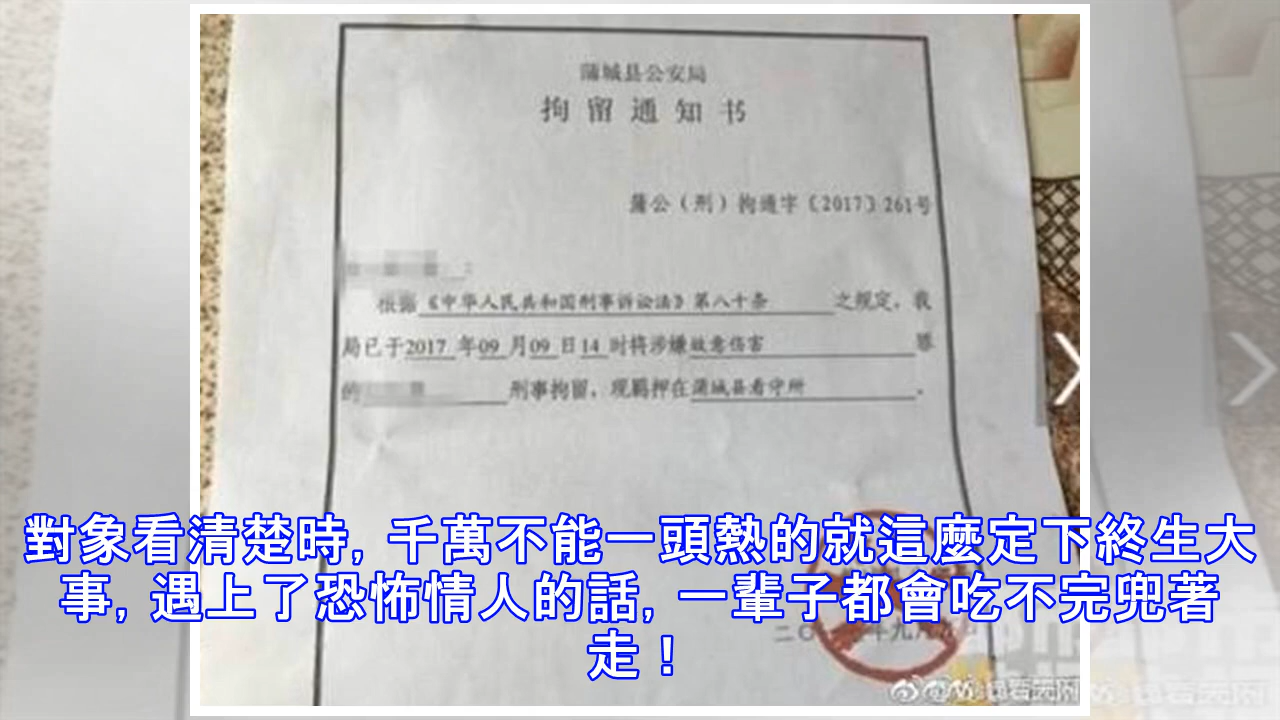 蒲城县公安局
拘留通知书
蒲公（刑）拘通字〔2017〕261号
根据《中华人民共和国刑事诉讼法》第八十条之规定，我
局已于2017年09月09日14时将涉嫌故意伤害罪
的 刑事拘留，现羁押在蒲城县看守所。
對象看清楚時, 千萬不能一頭熱的就這麼定下終生大
事, 遇上了恐怖情人的話, 一輩子都會吃不完兜著
走！